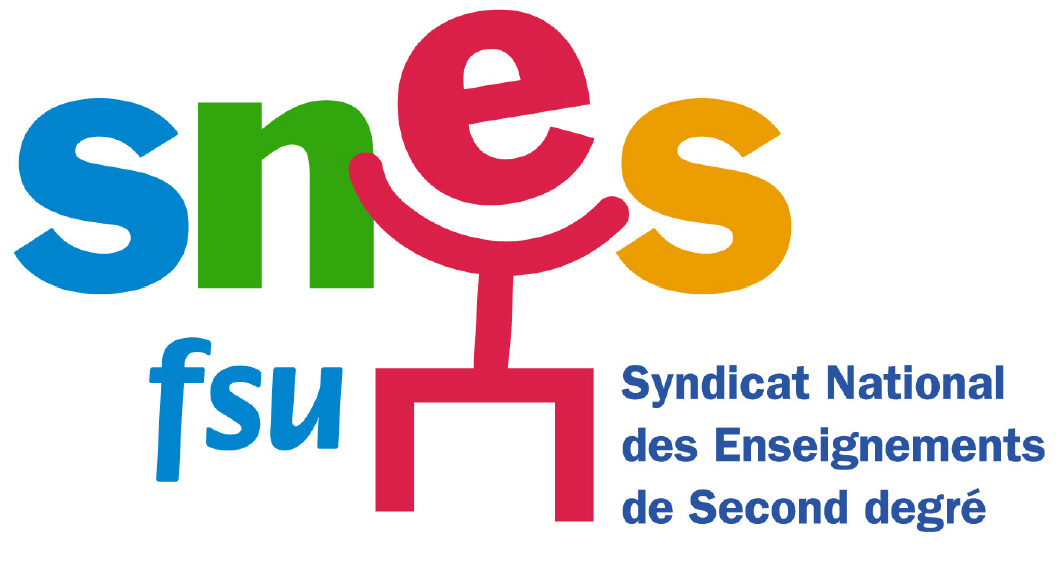 snes
fsu
Syndicat National
des Enseignements
de Second degré